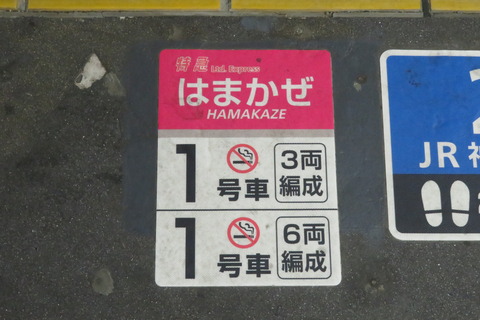 特急 Ltd. Express
はまかぜ
HAMAKAZE
1号車 3両編成
1号車 6両編成
JR